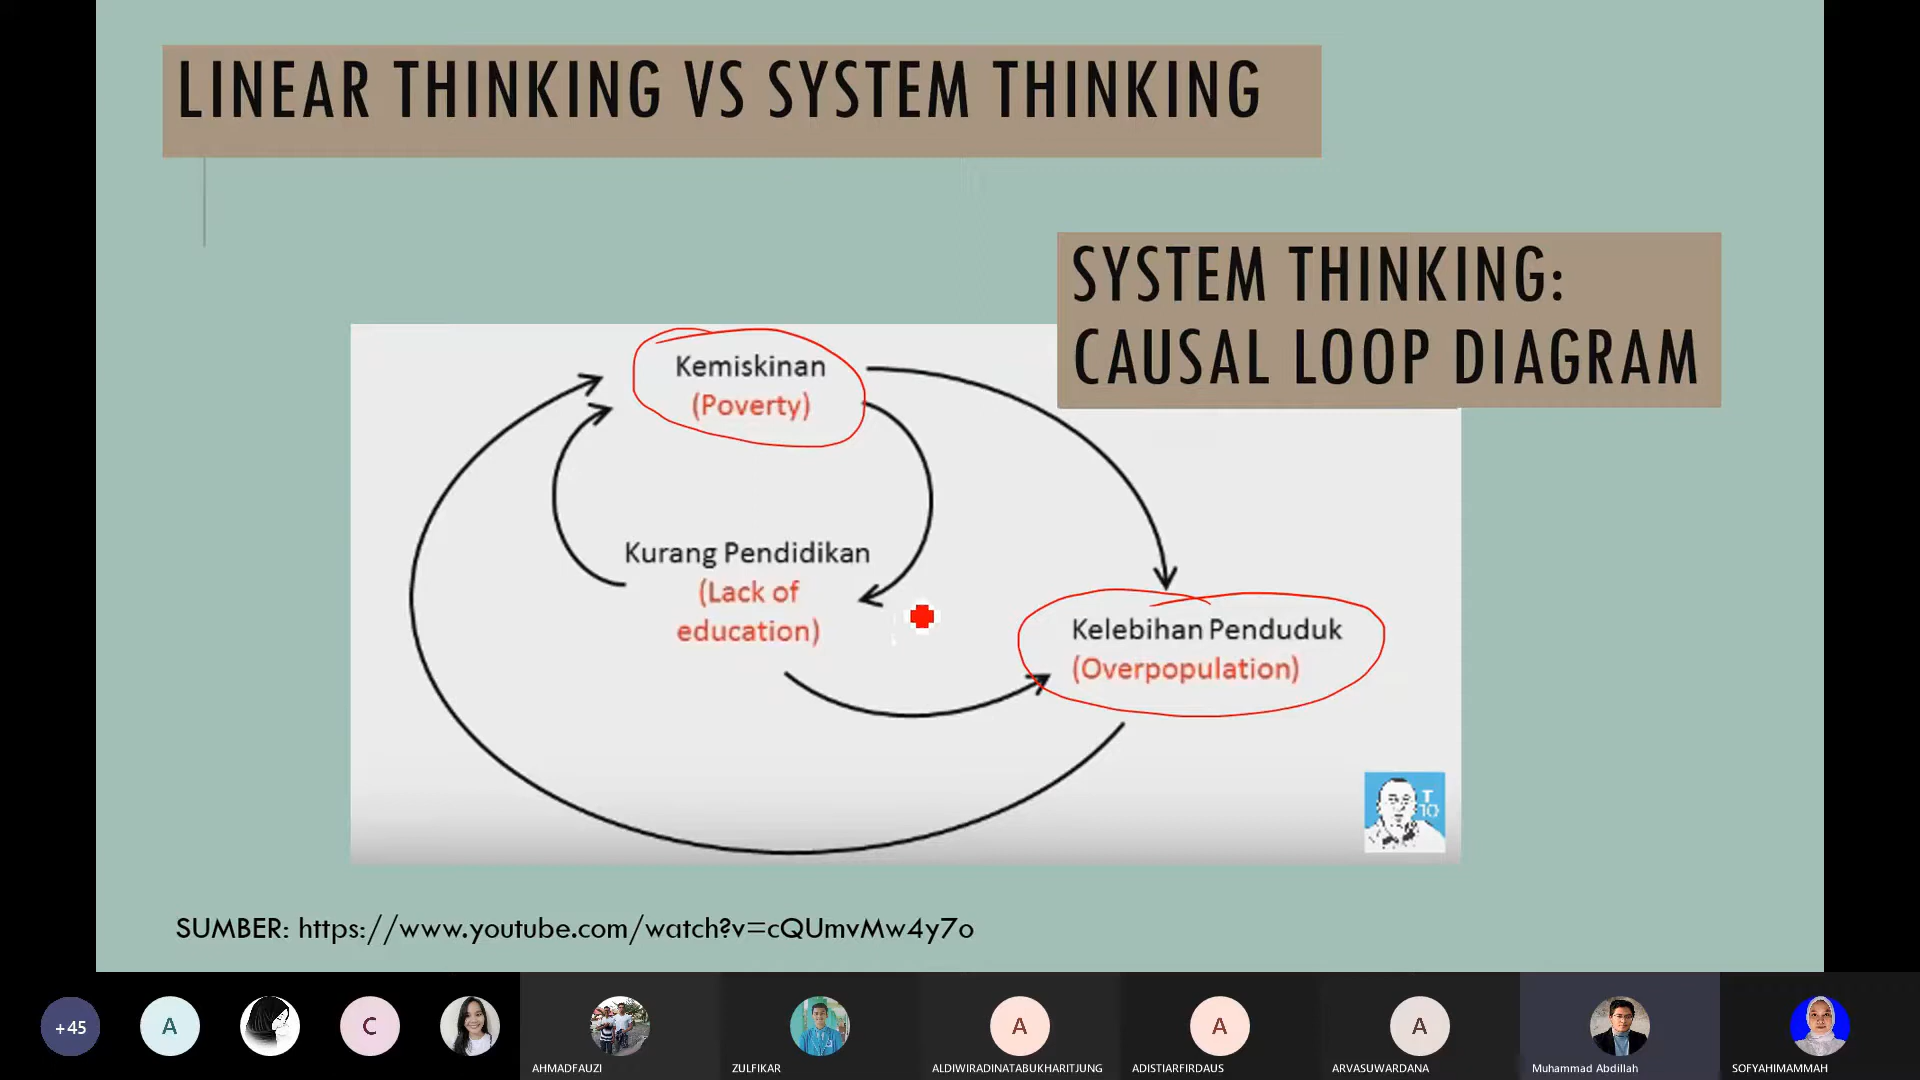 LINEAR THINKING VS SYSTEM THINKING
SYSTEM THINKING:
CAUSAL LOOP DIAGRAM
Kemiskinan
(Poverty)
Kurang Pendidikan
(Lack of
education)
Kelebihan Penduduk
(Overpopulation)
T
10
SUMBER: https://www.youtube.com/watch?v=cQUmvMw4y7o
+45
A
C
A
A
A
AHMADFAUZI
ZULFIKAR
ALDIWIRADINATABUKHARITJUNG
ADISTIARFIRDAUS
ARVASUWARDANA
Muhammad Abdillah
SOFYAHIMAMMAH